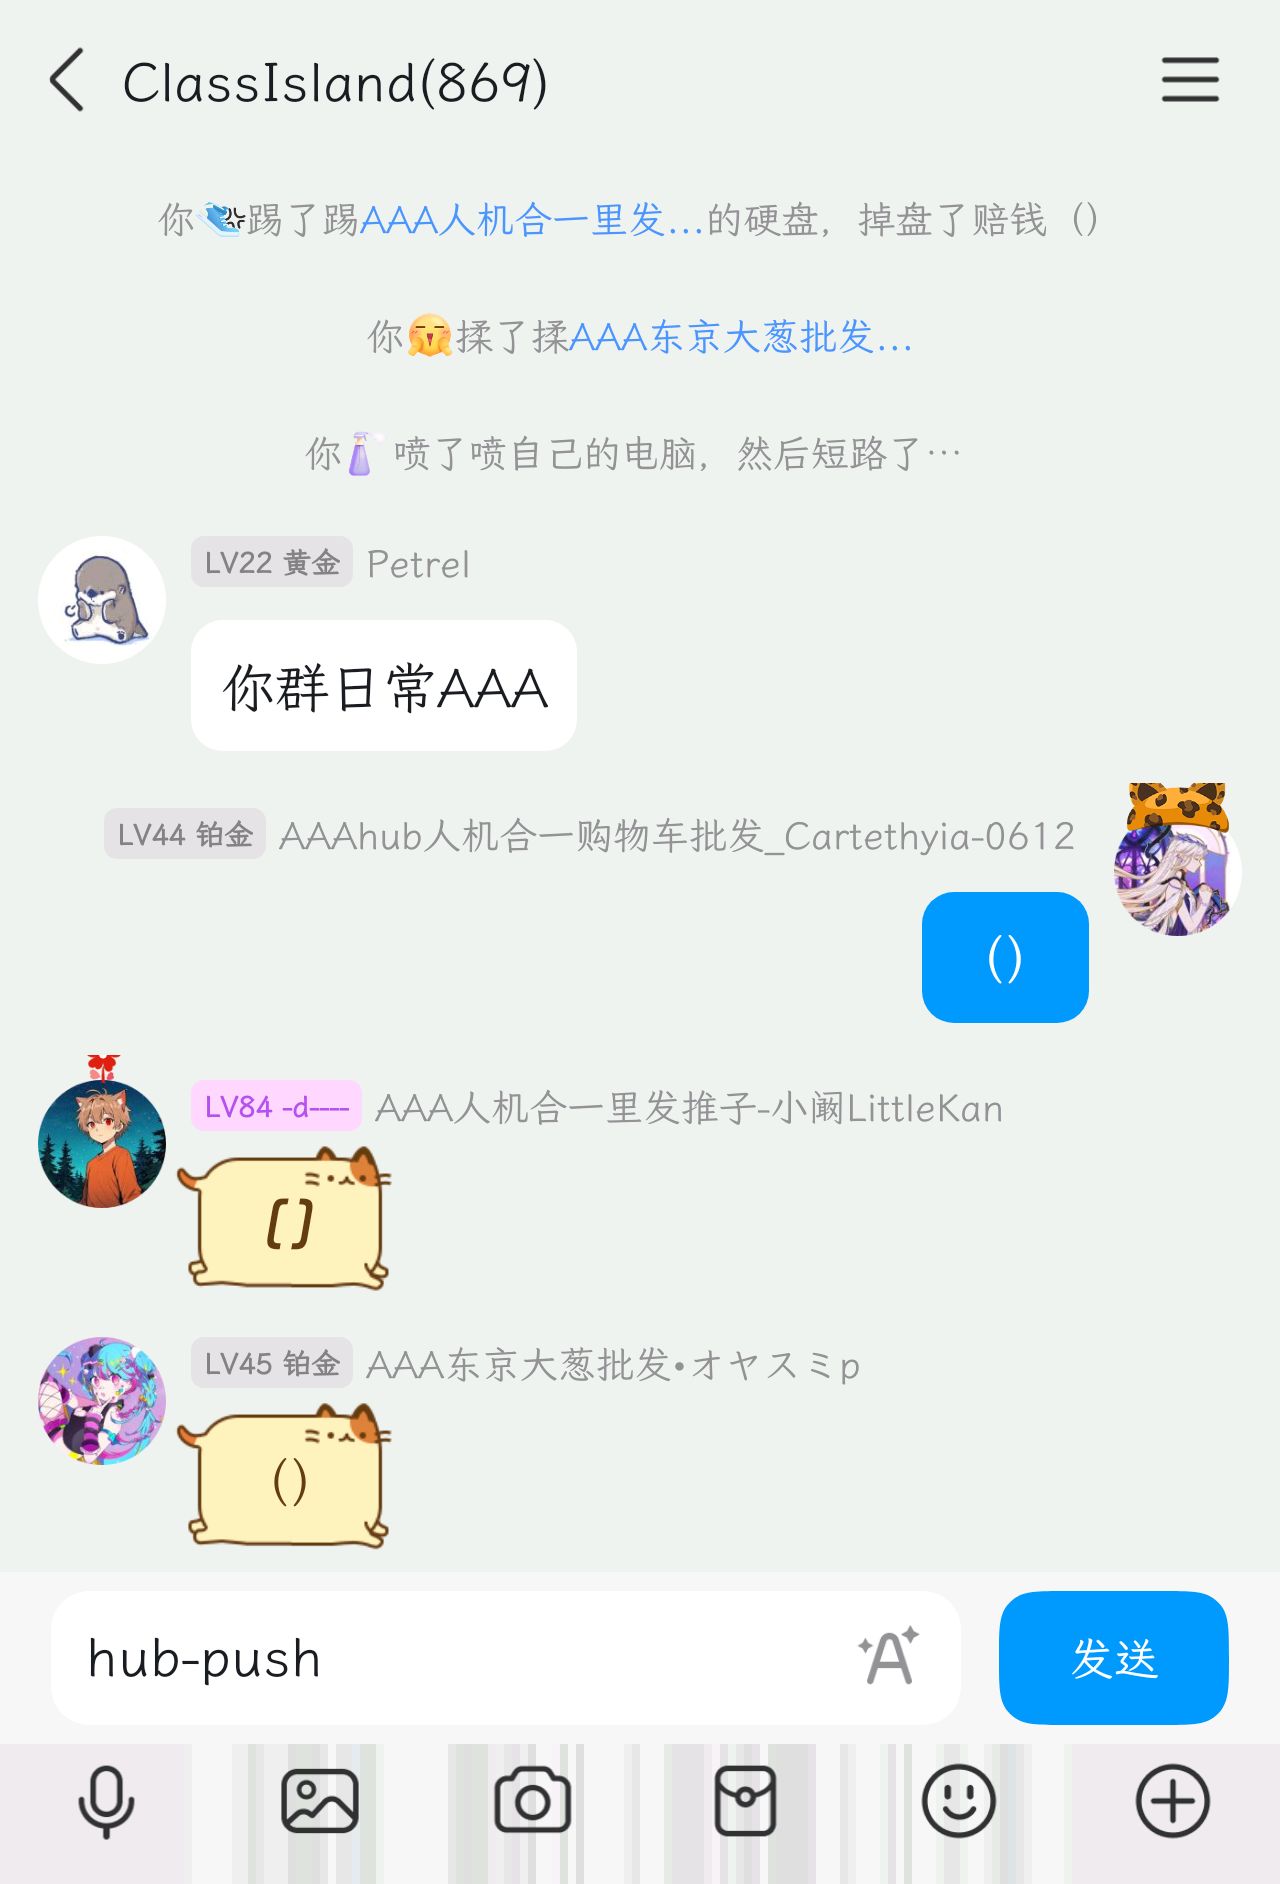 ClassIsland(869)
你踢了踢AAA人机合一里发...的硬盘，掉盘了赔钱（）
你揉了揉AAA东京大葱批发...
你喷了喷自己的电脑，然后短路了…
LV22 黄金 Petrel
你群日常AAA
LV44 铂金 AAAhub人机合一购物车批发_Cartethyia-0612
（）
LV84 -d---- AAA人机合一里发推子-小阚LittleKan
[]
LV45 铂金 AAA东京大葱批发•オヤスミp
（）
hub-push
发送